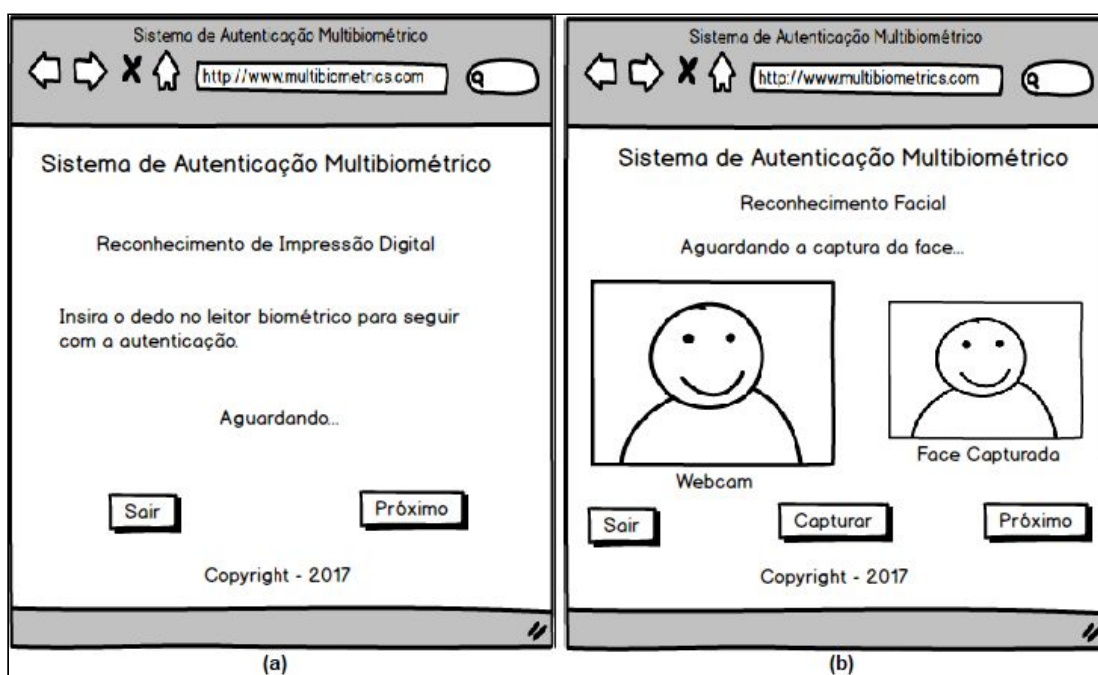 Sistema de Autenticação Multibiométrico
http://www.multibiometrics.com
Sistema de Autenticação Multibiométrico
Reconhecimento de Impressão Digital
Insira o dedo no leitor biométrico para seguir
com a autenticação.
Aguardando...
Sair
Próximo
Copyright - 2017
(a)
Sistema de Autenticação Multibiométrico
http://www.multibiometrics.com
Sistema de Autenticação Multibiométrico
Reconhecimento Facial
Aguardando a captura da face...
Webcam
Face Capturada
Sair
Capturar
Próximo
Copyright - 2017
(b)